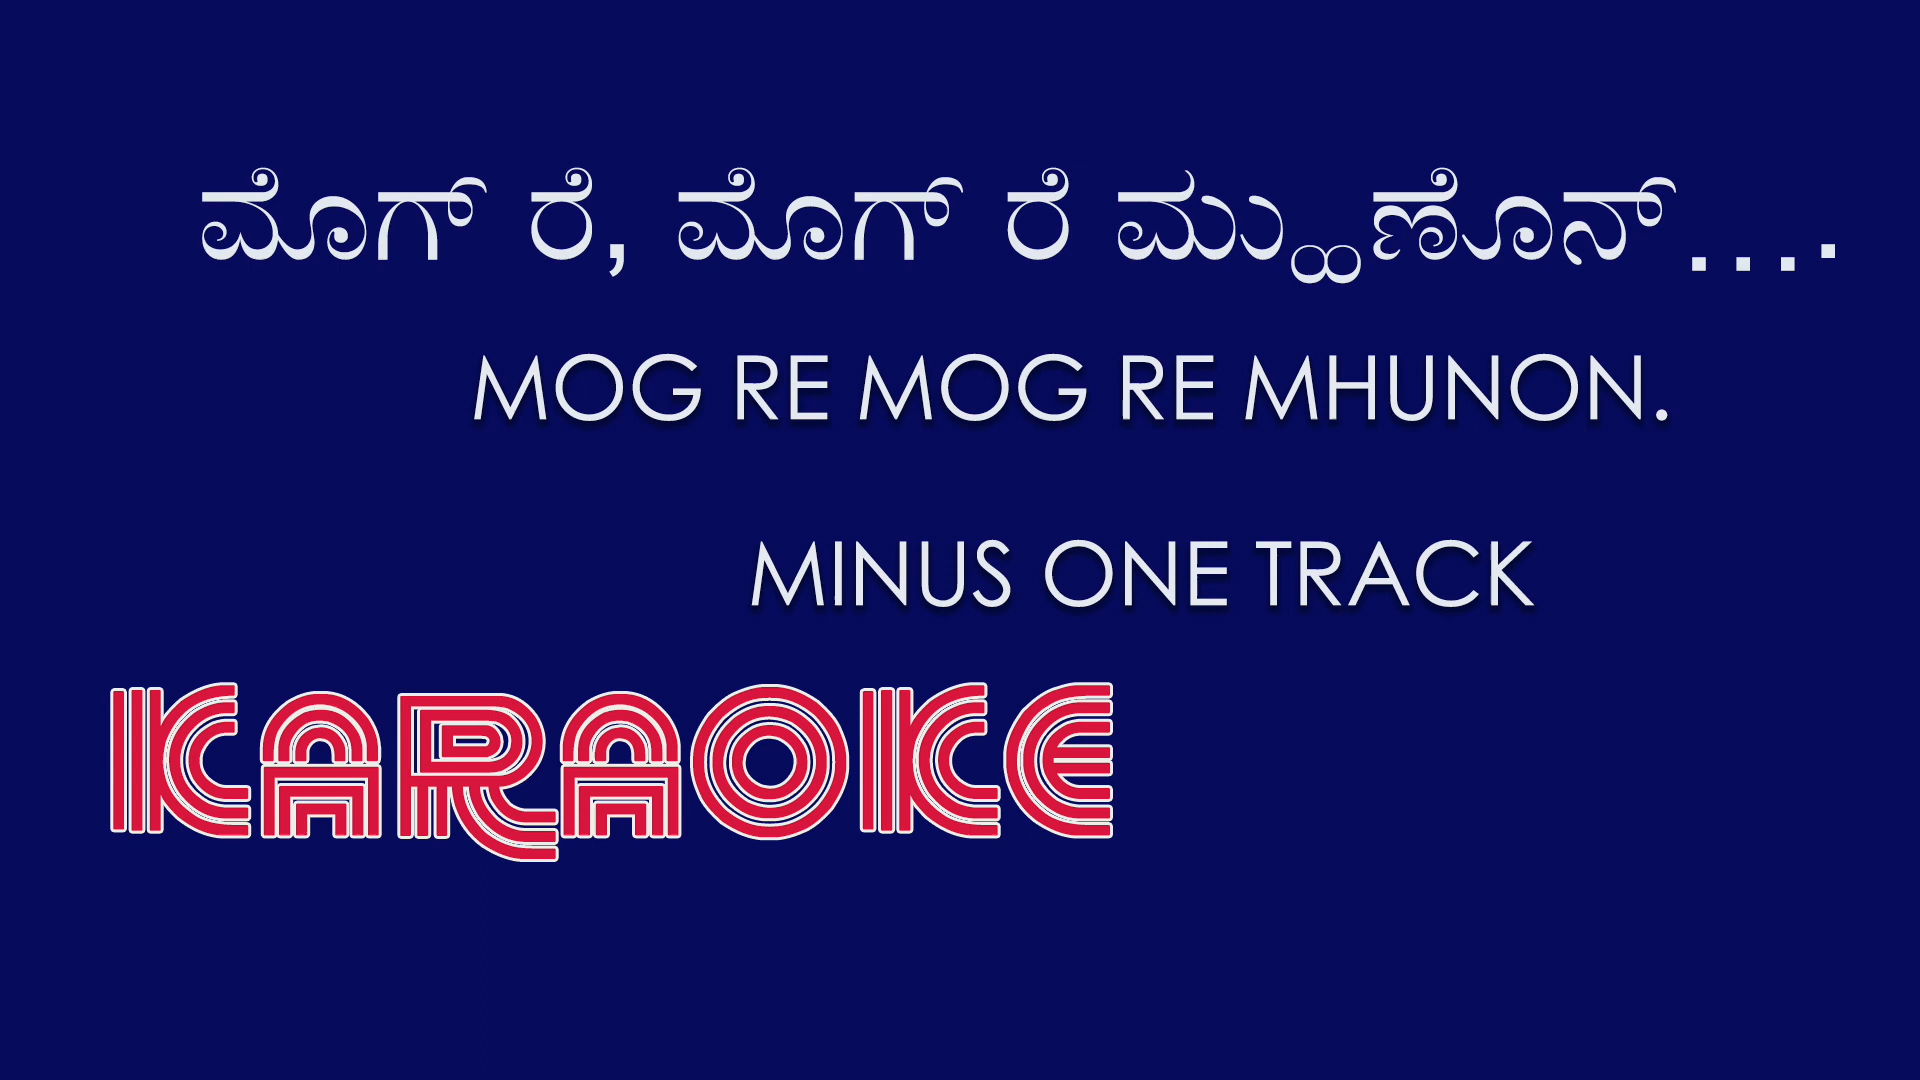 ಮೊಗ್ ರೆ, ಮೊಗ್ ರೆ ಮ್ಹುಣೊನ್....
MOG RE MOG RE MHUNON.
MINUS ONE TRACK
KARAOKE